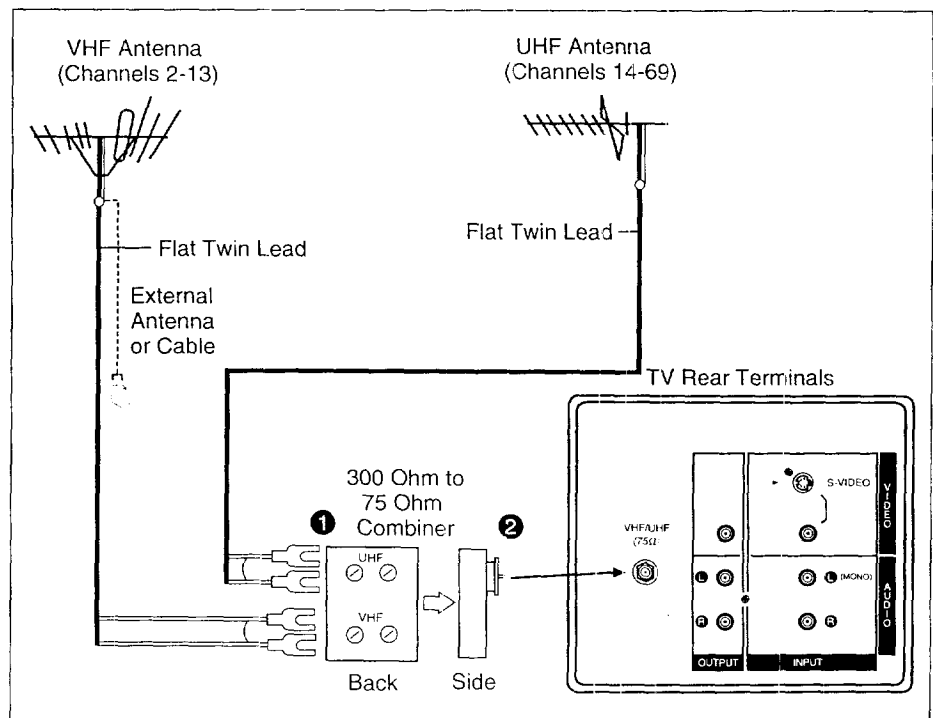 VHF Antenna
(Channels 2-13)
UHF Antenna
(Channels 14-69)
Flat Twin Lead
Flat Twin Lead
External
Antenna
or Cable
TV Rear Terminals
300 Ohm to
75 Ohm
Combiner
1
2
UHF
VHF
Back
Side
VHF/UHF
(75Ω)
S-VIDEO
VIDEO
L
L (MONO)
R
R
AUDIO
OUTPUT
INPUT